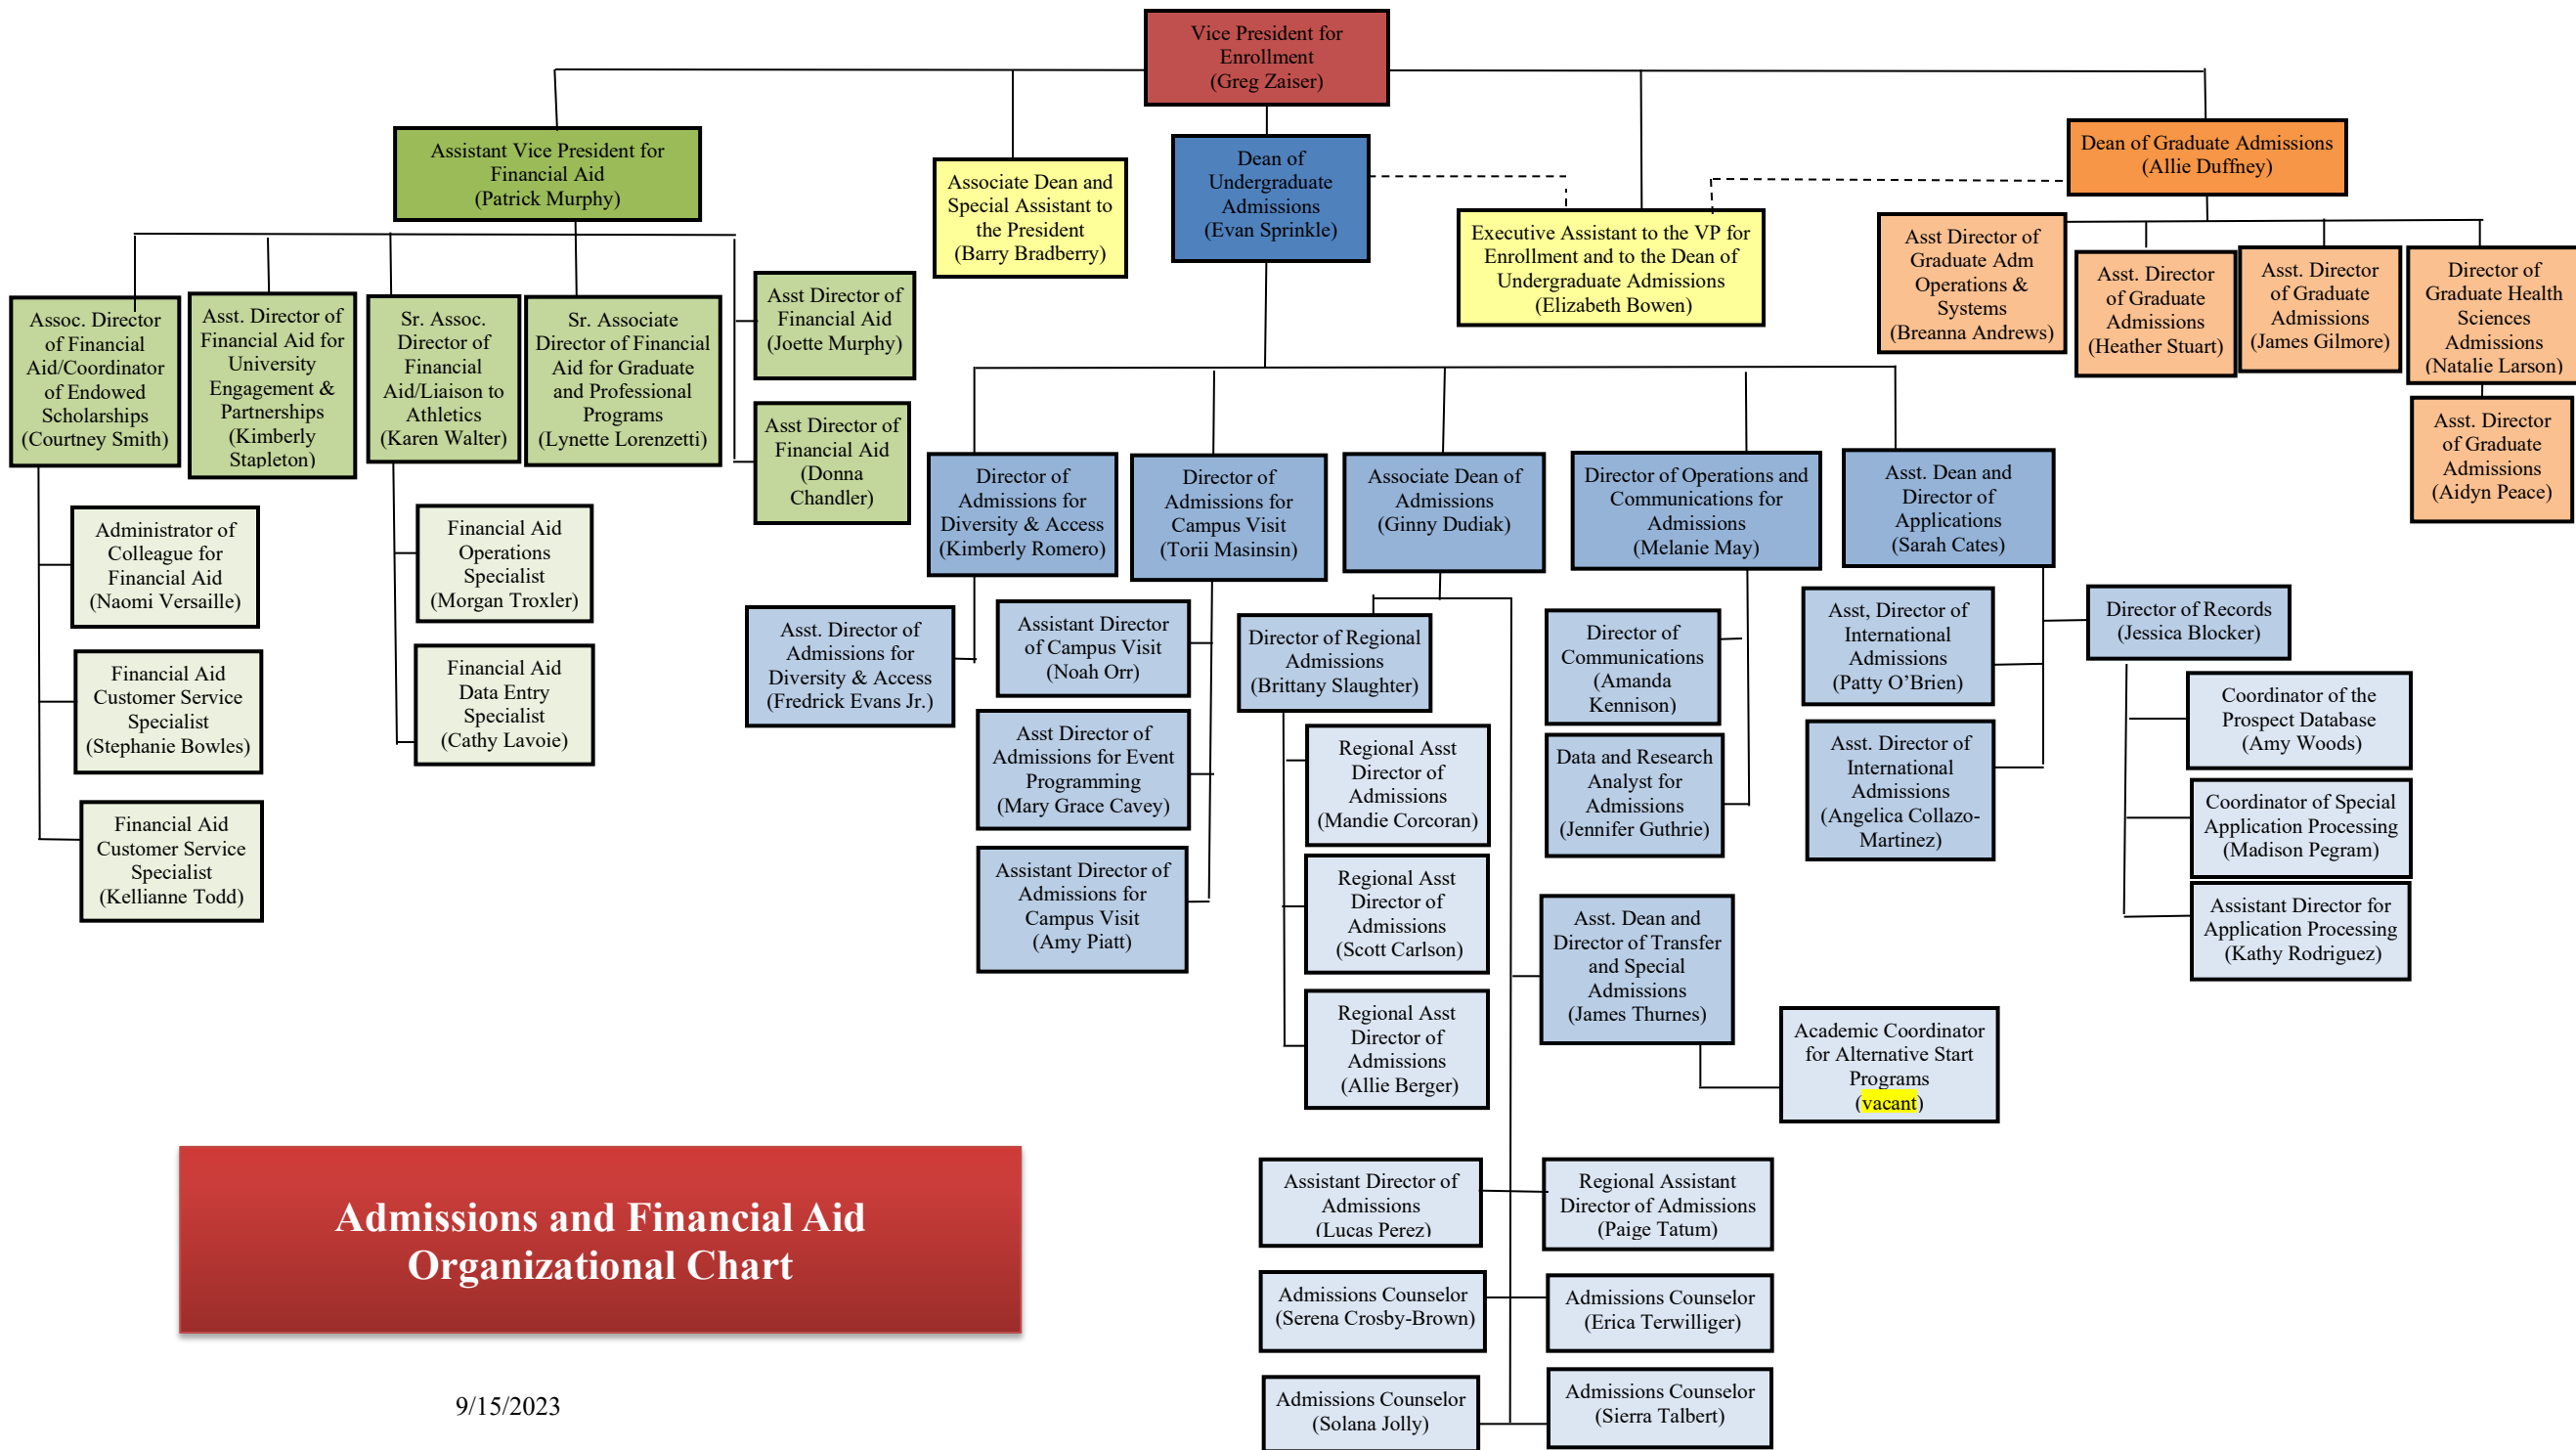 Vice President for
Enrollment
(Greg Zaiser)
Assistant Vice President for
Financial Aid
(Patrick Murphy)
Associate Dean and
Special Assistant to
the President
(Barry Bradberry)
Dean of
Undergraduate
Admissions
(Evan Sprinkle)
Executive Assistant to the VP for
Enrollment and to the Dean of
Undergraduate Admissions
(Elizabeth Bowen)
Dean of Graduate Admissions
(Allie Duffney)
Assoc. Director
of Financial
Aid/Coordinator
of Endowed
Scholarships
(Courtney Smith)
Asst. Director of
Financial Aid for
University
Engagement &
Partnerships
(Kimberly
Stapleton)
Sr. Assoc.
Director of
Financial
Aid/Liaison to
Athletics
(Karen Walter)
Sr. Associate
Director of Financial
Aid for Graduate
and Professional
Programs
(Lynette Lorenzetti)
Asst Director of
Financial Aid
(Joette Murphy)
Asst Director of
Financial Aid
(Donna
Chandler)
Asst Director of
Graduate Adm
Operations &
Systems
(Breanna Andrews)
Asst. Director
of Graduate
Admissions
(Heather Stuart)
Asst. Director
of Graduate
Admissions
(James Gilmore)
Director of
Graduate Health
Sciences
Admissions
(Natalie Larson)
Asst. Director
of Graduate
Admissions
(Aidyn Peace)
Administrator of
Colleague for
Financial Aid
(Naomi Versaille)
Financial Aid
Customer Service
Specialist
(Stephanie Bowles)
Financial Aid
Customer Service
Specialist
(Kellianne Todd)
Financial Aid
Operations
Specialist
(Morgan Troxler)
Financial Aid
Data Entry
Specialist
(Cathy Lavoie)
Director of
Admissions for
Diversity & Access
(Kimberly Romero)
Director of
Admissions for
Campus Visit
(Torii Masinsin)
Associate Dean of
Admissions
(Ginny Dudiak)
Director of Operations and
Communications for
Admissions
(Melanie May)
Asst. Dean and
Director of
Applications
(Sarah Cates)
Asst. Director of
Admissions for
Diversity & Access
(Fredrick Evans Jr.)
Assistant Director
of Campus Visit
(Noah Orr)
Asst Director of
Admissions for Event
Programming
(Mary Grace Cavey)
Assistant Director of
Admissions for
Campus Visit
(Amy Piatt)
Director of Regional
Admissions
(Brittany Slaughter)
Regional Asst
Director of
Admissions
(Mandie Corcoran)
Regional Asst
Director of
Admissions
(Scott Carlson)
Regional Asst
Director of
Admissions
(Allie Berger)
Director of
Communications
(Amanda
Kennison)
Data and Research
Analyst for
Admissions
(Jennifer Guthrie)
Asst, Director of
International
Admissions
(Patty O’Brien)
Asst. Director of
International
Admissions
(Angelica Collazo-
Martinez)
Director of Records
(Jessica Blocker)
Coordinator of the
Prospect Database
(Amy Woods)
Coordinator of Special
Application Processing
(Madison Pegram)
Assistant Director for
Application Processing
(Kathy Rodriguez)
Asst. Dean and
Director of Transfer
and Special
Admissions
(James Thurnes)
Academic Coordinator
for Alternative Start
Programs
(vacant)
Assistant Director of
Admissions
(Lucas Perez)
Regional Assistant
Director of Admissions
(Paige Tatum)
Admissions Counselor
(Serena Crosby-Brown)
Admissions Counselor
(Erica Terwilliger)
Admissions Counselor
(Solana Jolly)
Admissions Counselor
(Sierra Talbert)
Admissions and Financial Aid
Organizational Chart
9/15/2023